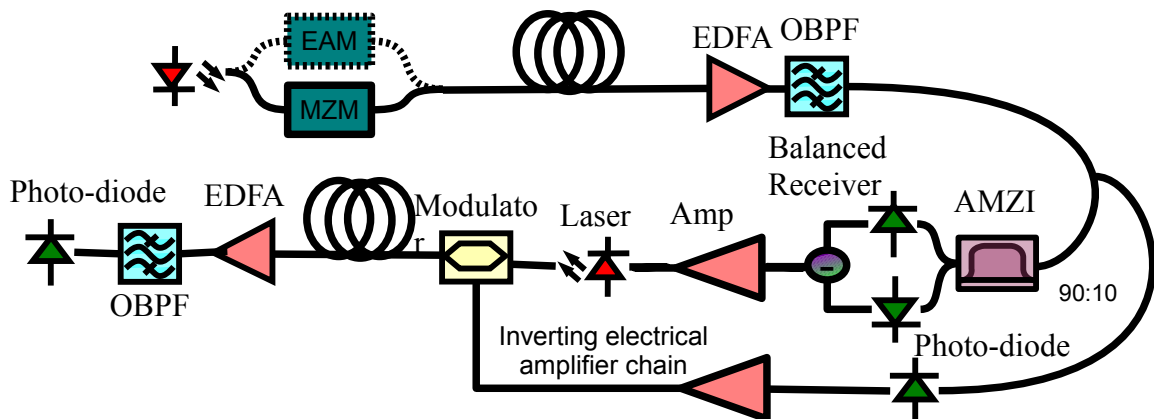 EAM
MZM
EDFA
OBPF
Balanced
Receiver
AMZI
90:10
Photo-diode
EDFA
OBPF
Modulato
r
Laser
Amp
-
Inverting electrical
amplifier chain
Photo-diode